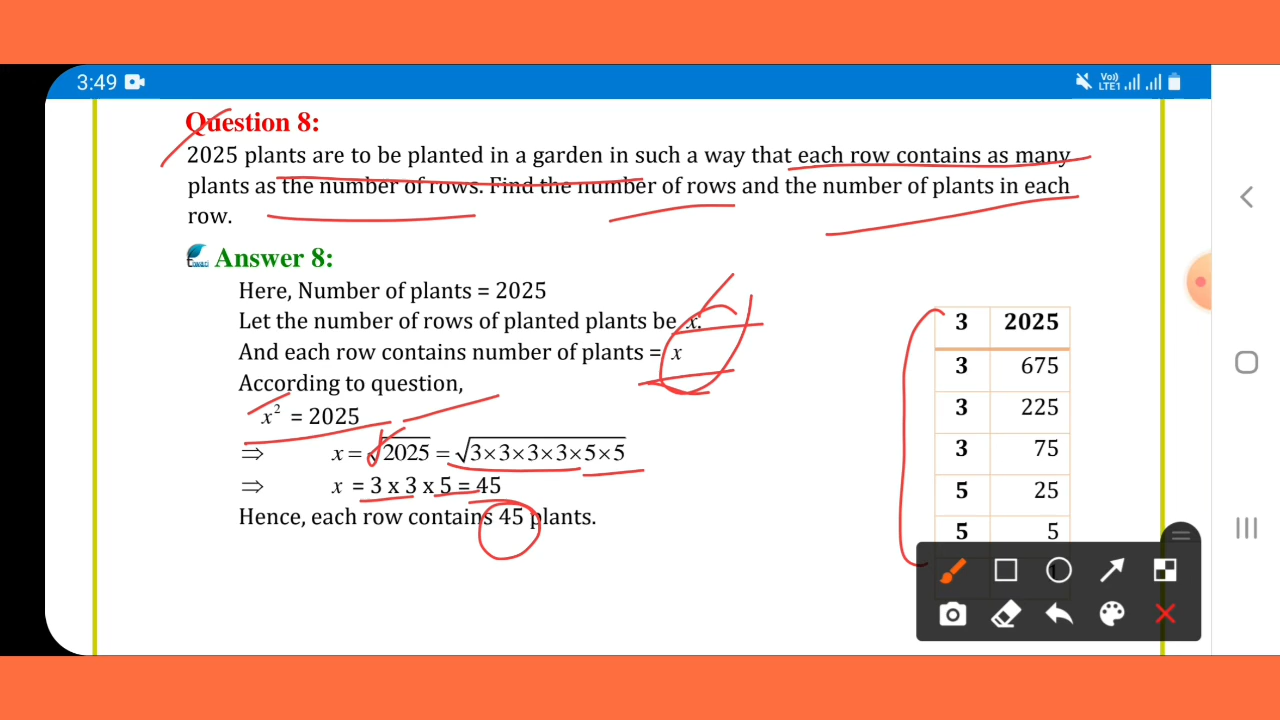 3:49
Vo))
LTE1
Question 8:
2025 plants are to be planted in a garden in such a way that each row contains as many
plants as the number of rows. Find the number of rows and the number of plants in each
row.
Answer 8:
Here, Number of plants = 2025
Let the number of rows of planted plants be x.
And each row contains number of plants = x
According to question,
x² = 2025
⇒ x = √2025 = √3×3×3×3×5×5
⇒ x = 3 x 3 x 5 = 45
Hence, each row contains 45 plants.
3 2025
3 675
3 225
3 75
5 25
5 5
1